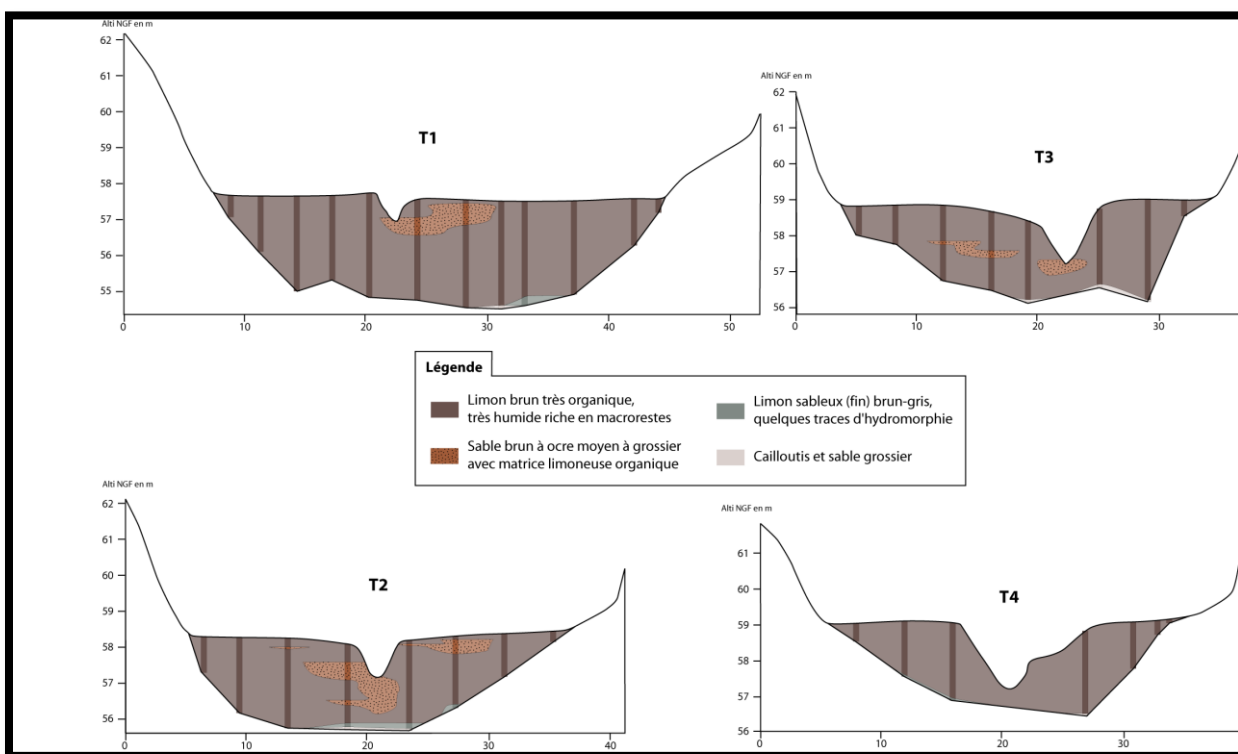 Alti NGF en m
62
61
60
59
58
57
56
55
0
10
20
30
40
50
T1
Alti NGF en m
62
61
60
59
58
57
56
0
10
20
30
T3
Légende
Limon brun très organique,
très humide riche en macrorestes
Sable brun à ocre moyen à grossier
avec matrice limoneuse organique
Limon sableux (fin) brun-gris,
quelques traces d'hydromorphie
Cailloutis et sable grossier
Alti NGF en m
62
61
60
59
58
57
56
0
10
20
30
40
T2
Alti NGF en m
61
60
59
58
57
56
0
10
20
30
T4